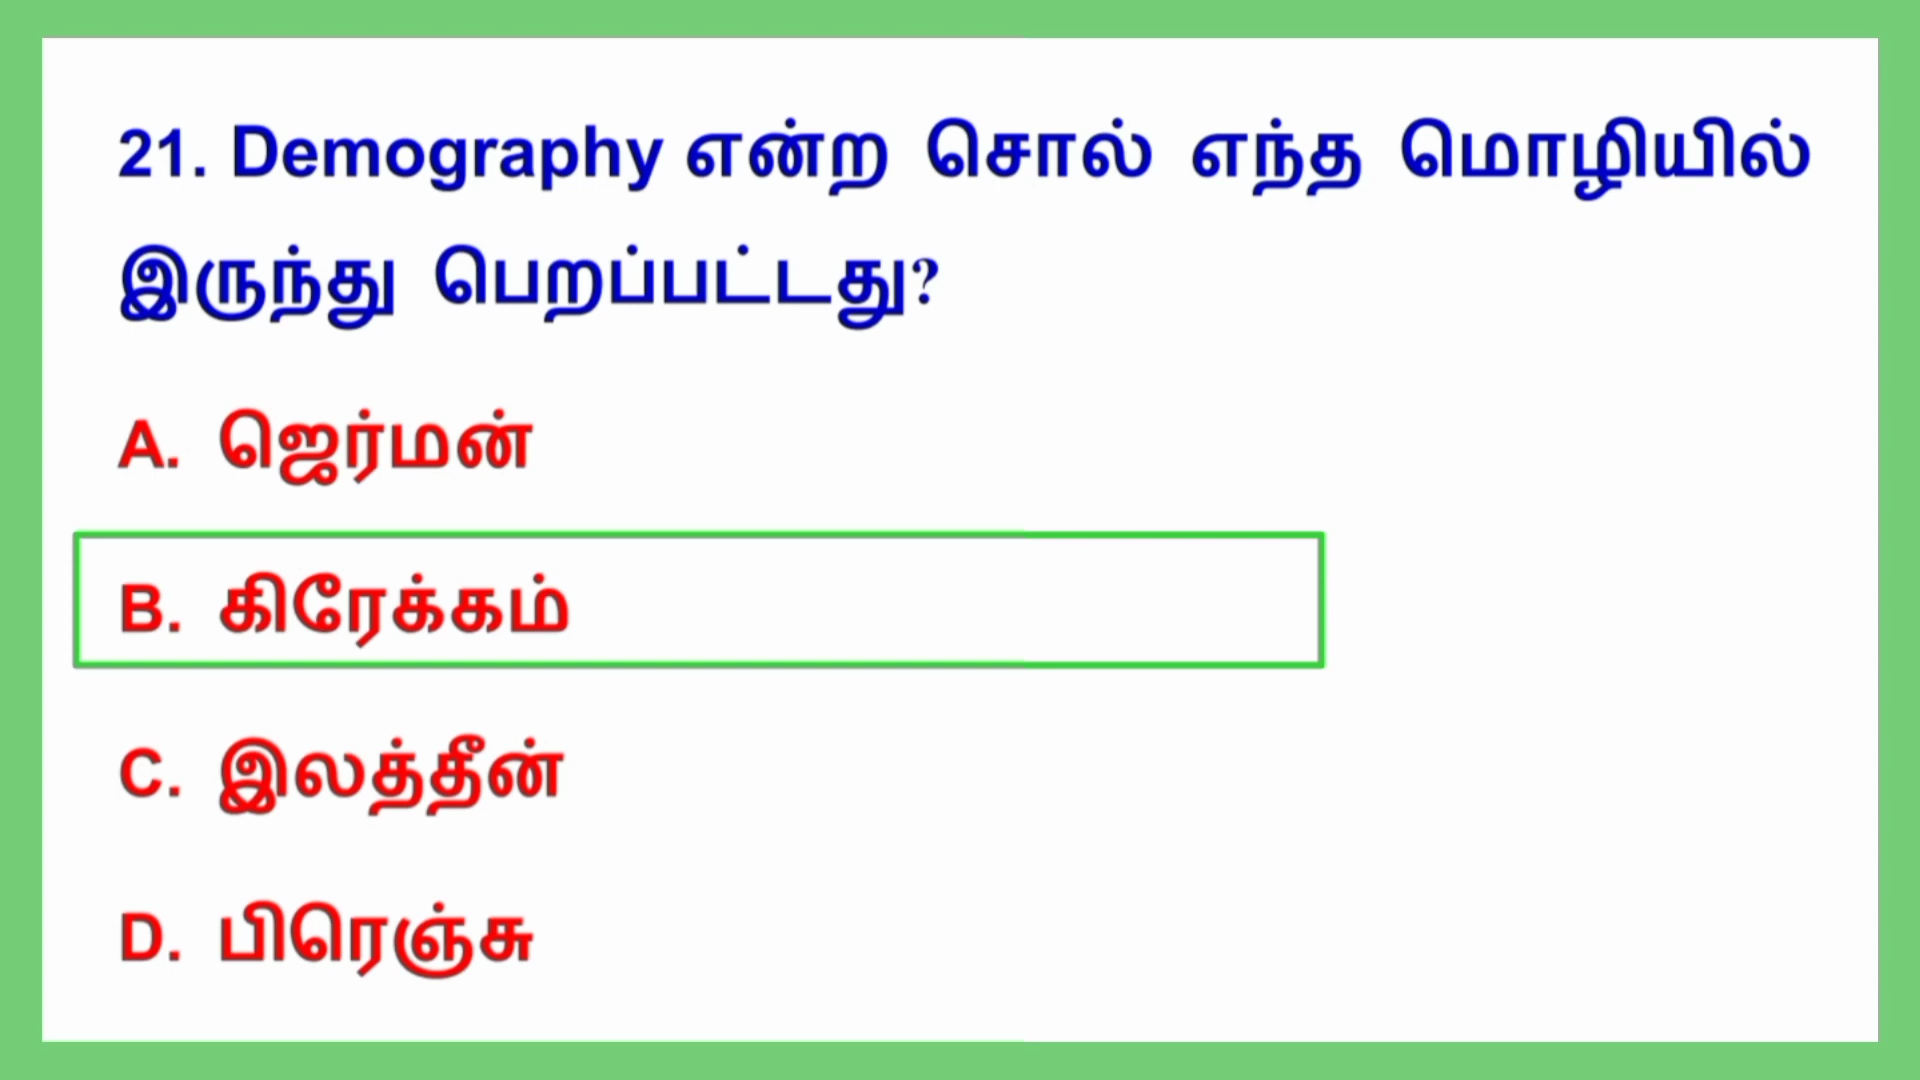 21. Demography என்ற சொல் எந்த மொழியில்
இருந்து பெறப்பட்டது?
A. ஜெர்மன்
B. கிரேக்கம்
C. இலத்தீன்
D. பிரெஞ்சு